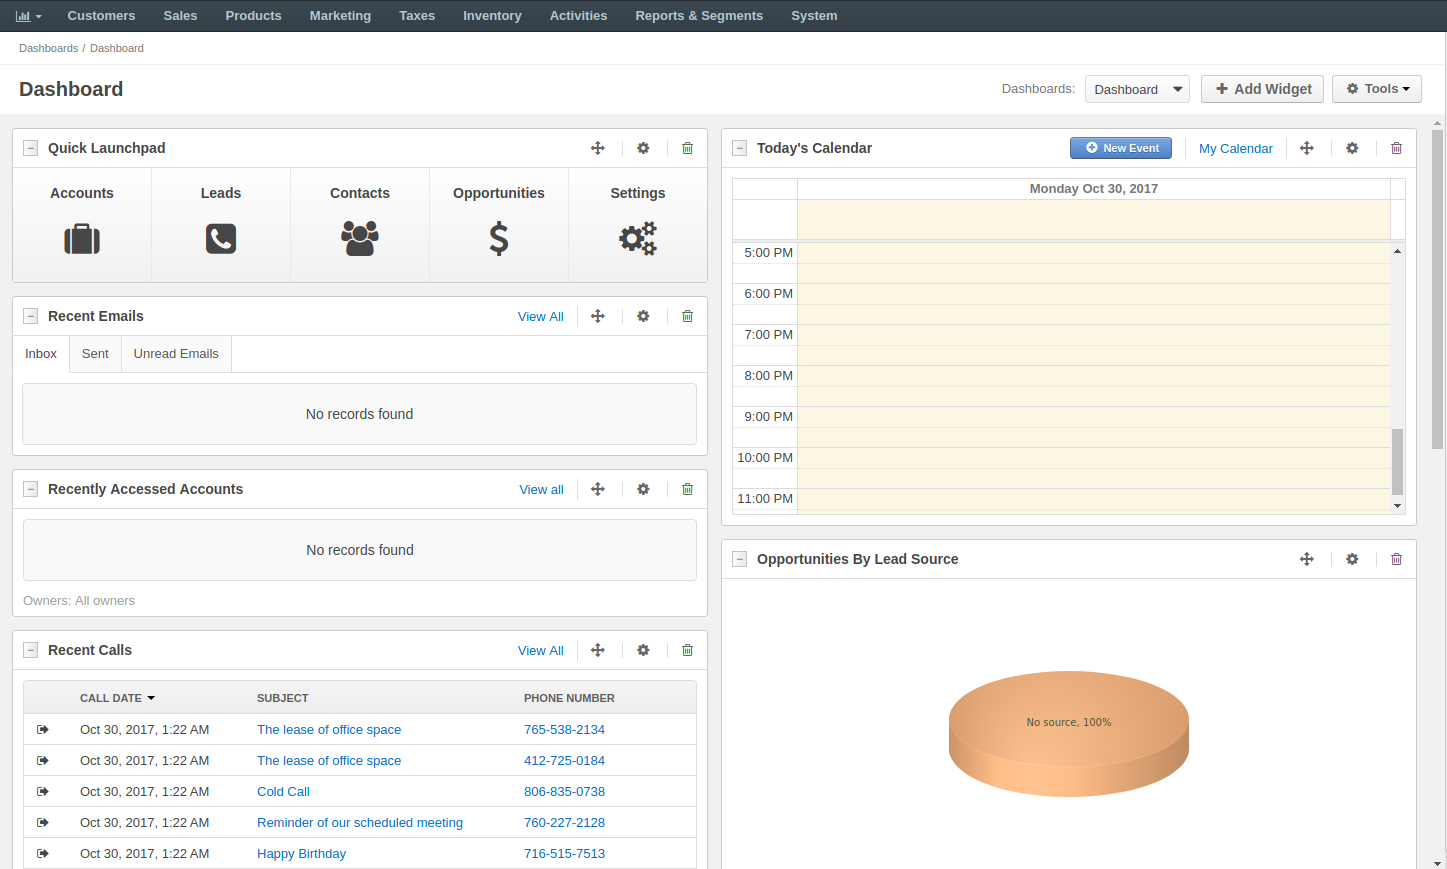 Customers Sales Products Marketing Taxes Inventory Activities Reports & Segments System
Dashboards / Dashboard
Dashboard
Dashboards: Dashboard Add Widget Tools
Quick Launchpad
Accounts Leads Contacts Opportunities Settings
Recent Emails View All
Inbox Sent Unread Emails
No records found
Recently Accessed Accounts View all
No records found
Owners: All owners
Recent Calls View All
CALL DATE SUBJECT PHONE NUMBER
Oct 30, 2017, 1:22 AM The lease of office space 765-538-2134
Oct 30, 2017, 1:22 AM The lease of office space 412-725-0184
Oct 30, 2017, 1:22 AM Cold Call 806-835-0738
Oct 30, 2017, 1:22 AM Reminder of our scheduled meeting 760-227-2128
Oct 30, 2017, 1:22 AM Happy Birthday 716-515-7513
Today's Calendar New Event My Calendar
Monday Oct 30, 2017
5:00 PM
6:00 PM
7:00 PM
8:00 PM
9:00 PM
10:00 PM
11:00 PM
Opportunities By Lead Source
No source, 100%